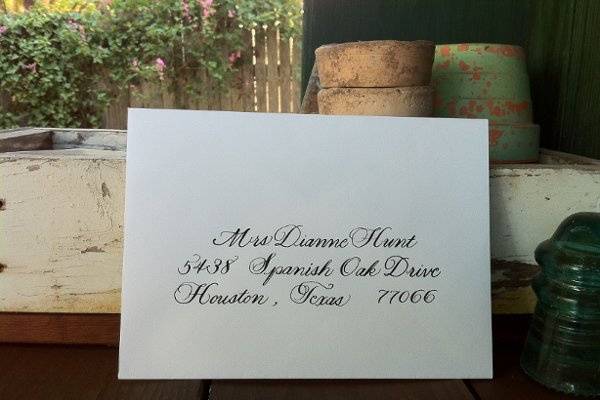 Mrs Dianne Hunt
5438 Spanish Oak Drive
Houston, Texas 77066